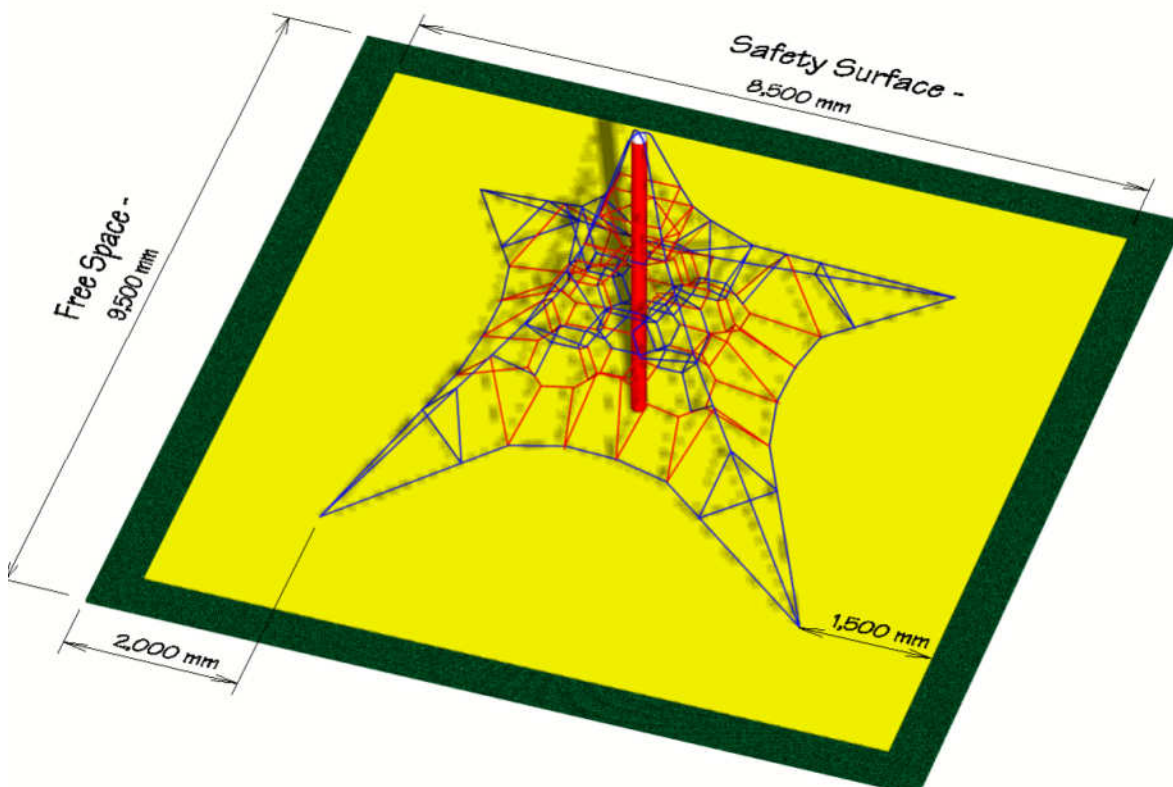 Safety Surface -
8,500 mm
Free Space -
9,500 mm
2,000 mm
1,500 mm